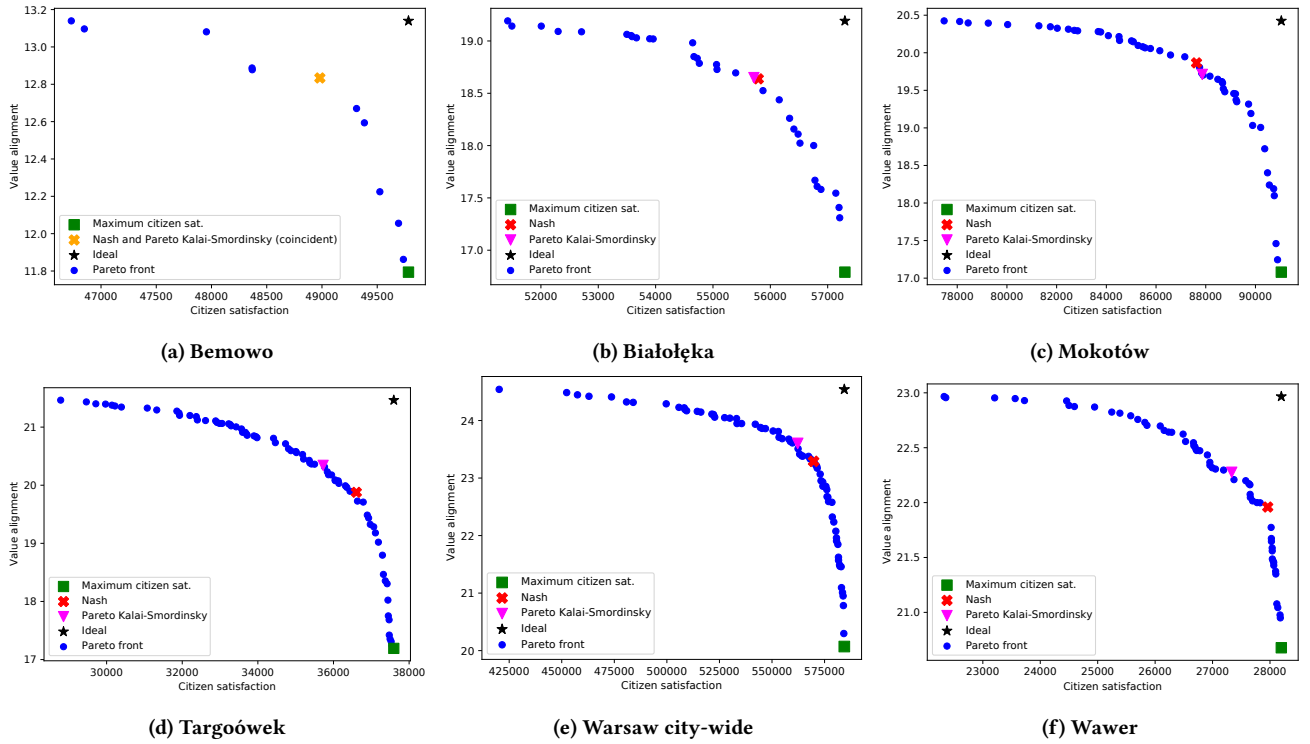 13.2
13.0
12.8
12.6
12.4
12.2
12.0
11.8
Value alignment
Maximum citizen sat.
Nash and Pareto Kalai-Smordinsky (coincident)
Ideal
Pareto front
47000
47500
48000
48500
49000
49500
Citizen satisfaction
(a) Bemowo
19.0
18.5
18.0
17.5
17.0
Value alignment
Maximum citizen sat.
Nash
Pareto Kalai-Smordinsky
Ideal
Pareto front
52000
53000
54000
55000
56000
57000
Citizen satisfaction
(b) Białołęka
20.5
20.0
19.5
19.0
18.5
18.0
17.5
17.0
Value alignment
Maximum citizen sat.
Nash
Pareto Kalai-Smordinsky
Ideal
Pareto front
78000
80000
82000
84000
86000
88000
90000
Citizen satisfaction
(c) Mokotów
21
20
19
18
17
Value alignment
Maximum citizen sat.
Nash
Pareto Kalai-Smordinsky
Ideal
Pareto front
30000
32000
34000
36000
38000
Citizen satisfaction
(d) Targoówek
24
23
22
21
20
Value alignment
Maximum citizen sat.
Nash
Pareto Kalai-Smordinsky
Ideal
Pareto front
425000
450000
475000
500000
525000
550000
575000
Citizen satisfaction
(e) Warsaw city-wide
23.0
22.5
22.0
21.5
21.0
Value alignment
Maximum citizen sat.
Nash
Pareto Kalai-Smordinsky
Ideal
Pareto front
23000
24000
25000
26000
27000
28000
Citizen satisfaction
(f) Wawer